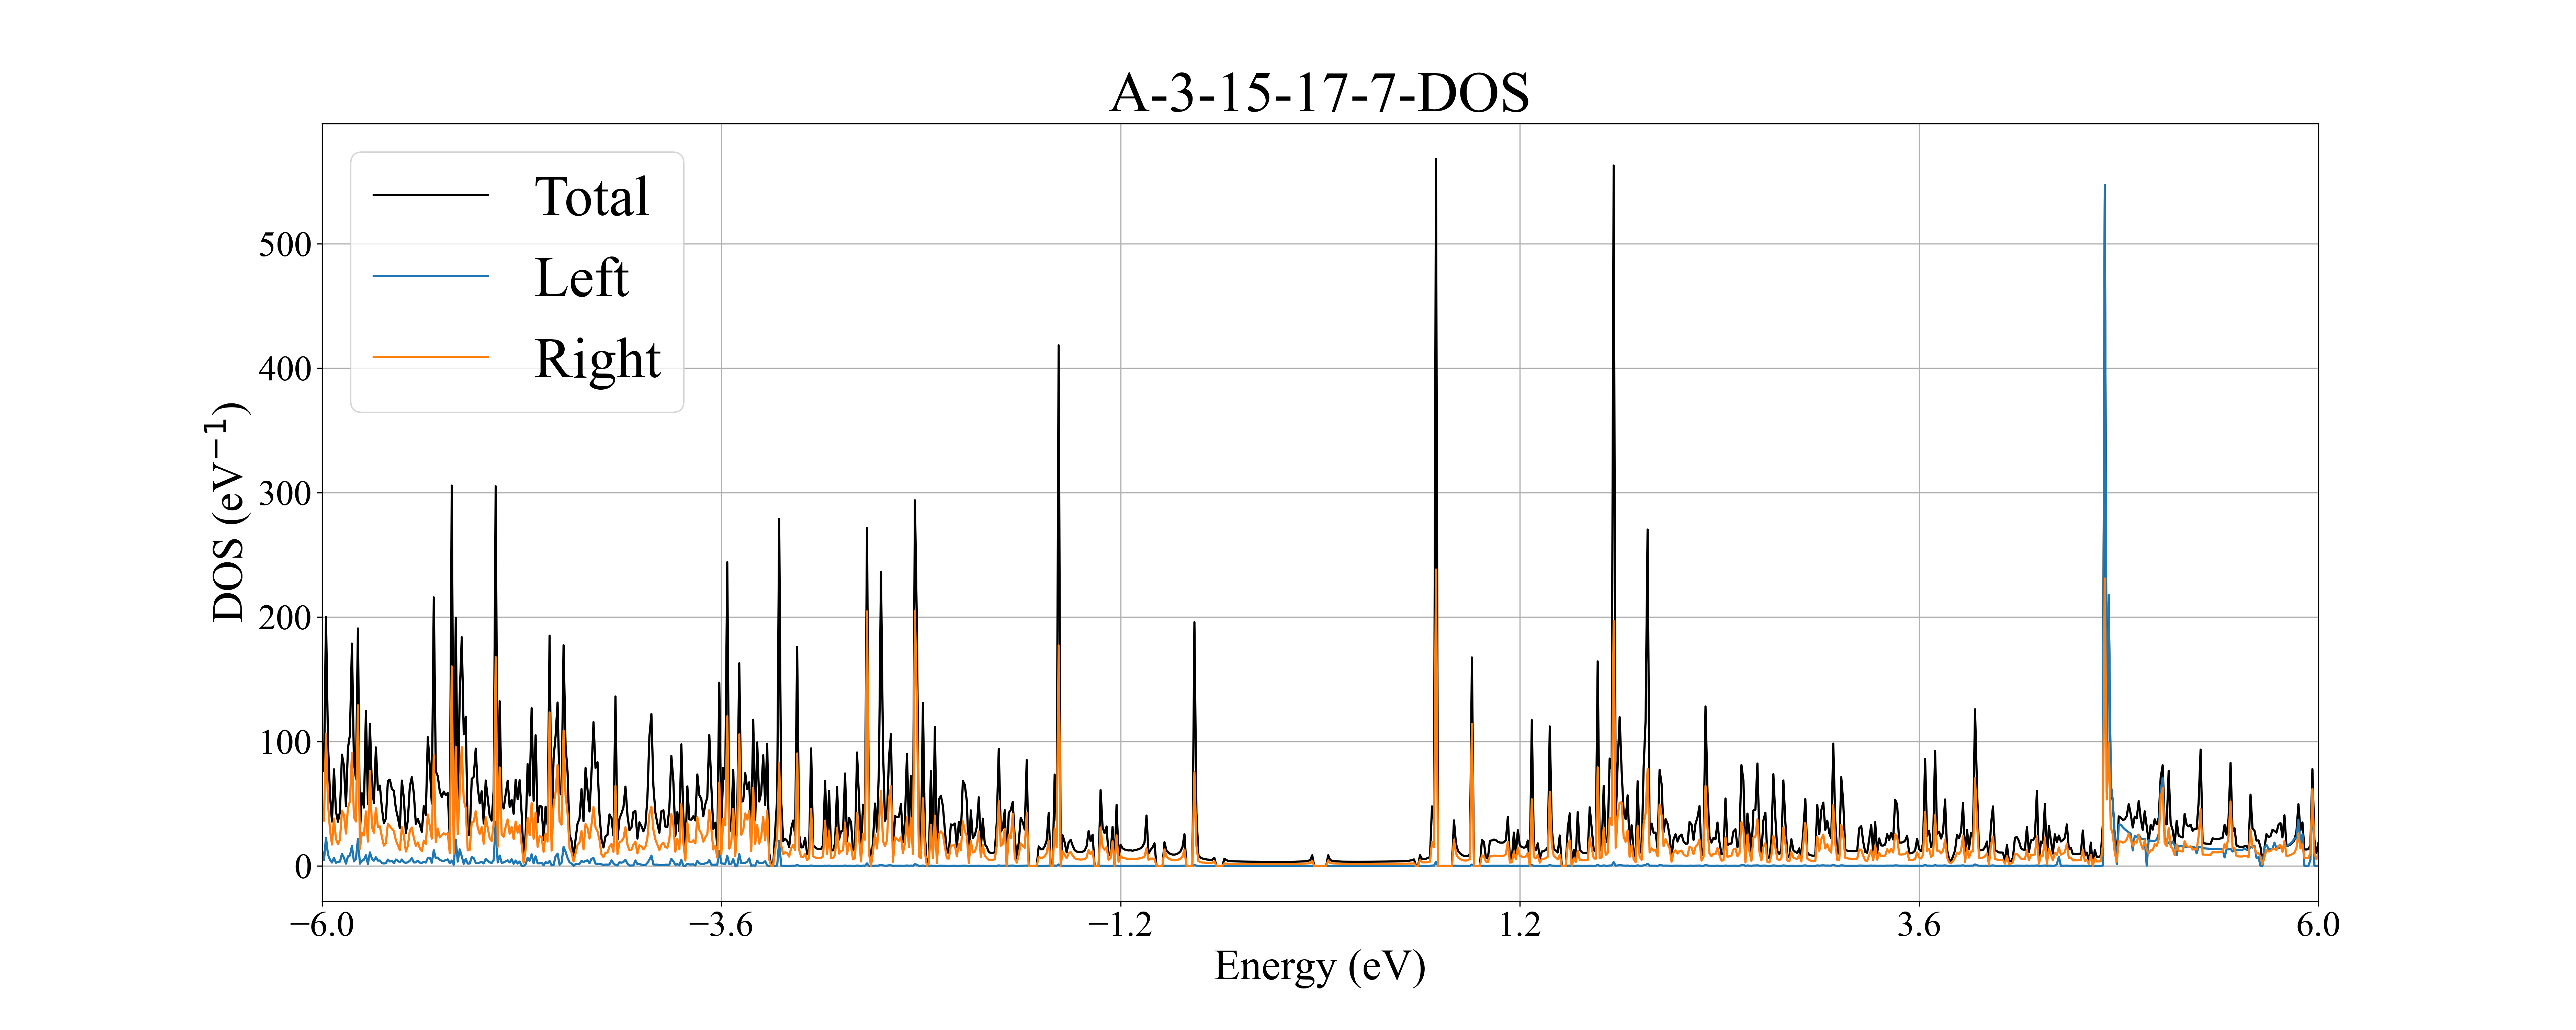 A-3-15-17-7-DOS
Total
Left
Right
DOS (eV⁻¹)
500
400
300
200
100
0
−6.0 −3.6 −1.2 1.2 3.6 6.0
Energy (eV)